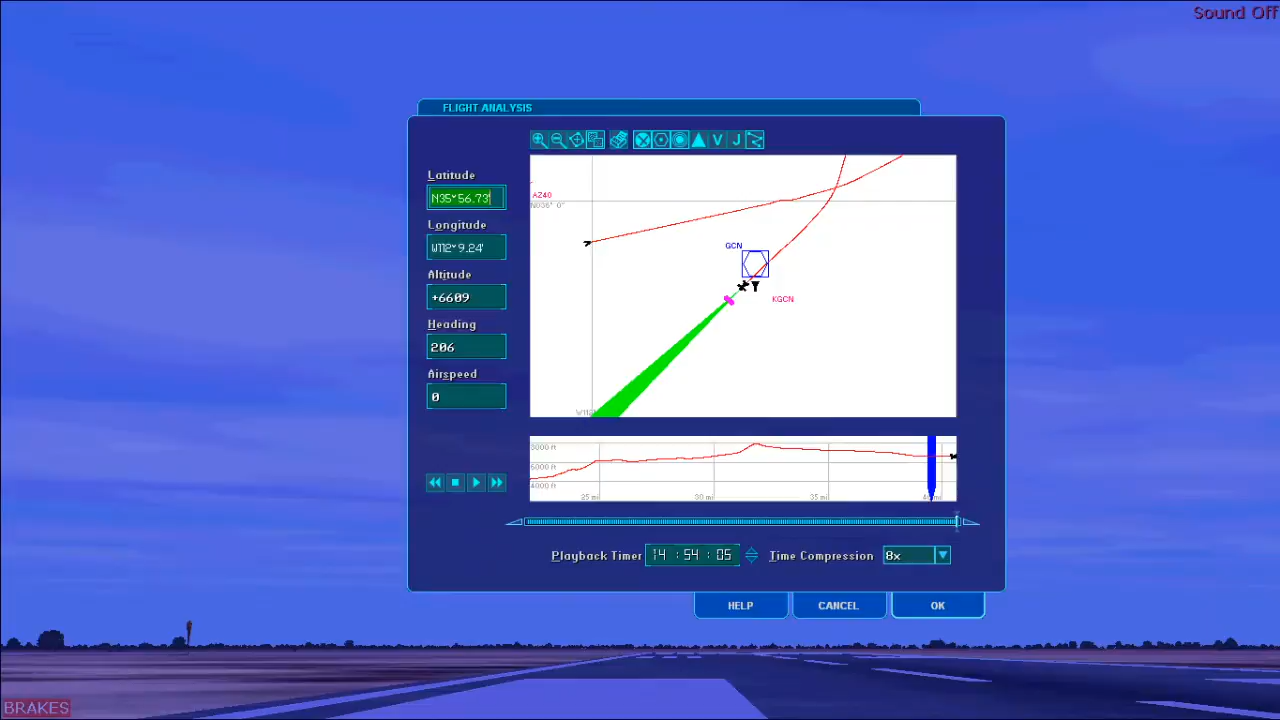 Sound Off
FLIGHT ANALYSIS
V J
Latitude
N35°56.73'
Longitude
W112°9.24'
Altitude
+6609
Heading
206
Airspeed
0
AZ40
N036° 0'
GCN
KGCN
W112
8000 ft
6000 ft
4000 ft
25 mi
30 mi
35 mi
Playback Timer 14 : 54 : 05 Time Compression 8x
HELP CANCEL OK
BRAKES